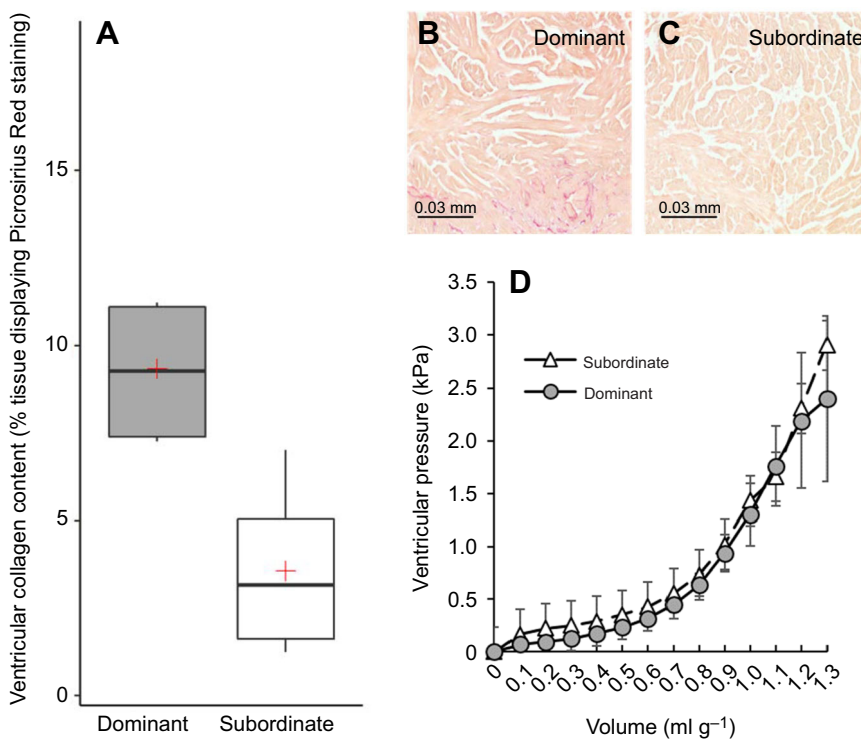 A
Ventricular collagen content (% tissue displaying Picrosirius Red staining)
15
10
5
0
Dominant
Subordinate
B
Dominant
0.03 mm
C
Subordinate
0.03 mm
D
Ventricular pressure (kPa)
3.5
3.0
2.5
2.0
1.5
1.0
0.5
0
Subordinate
Dominant
0
0.1
0.2
0.3
0.4
0.5
0.6
0.7
0.8
0.9
1.0
1.1
1.2
1.3
Volume (ml g⁻¹)